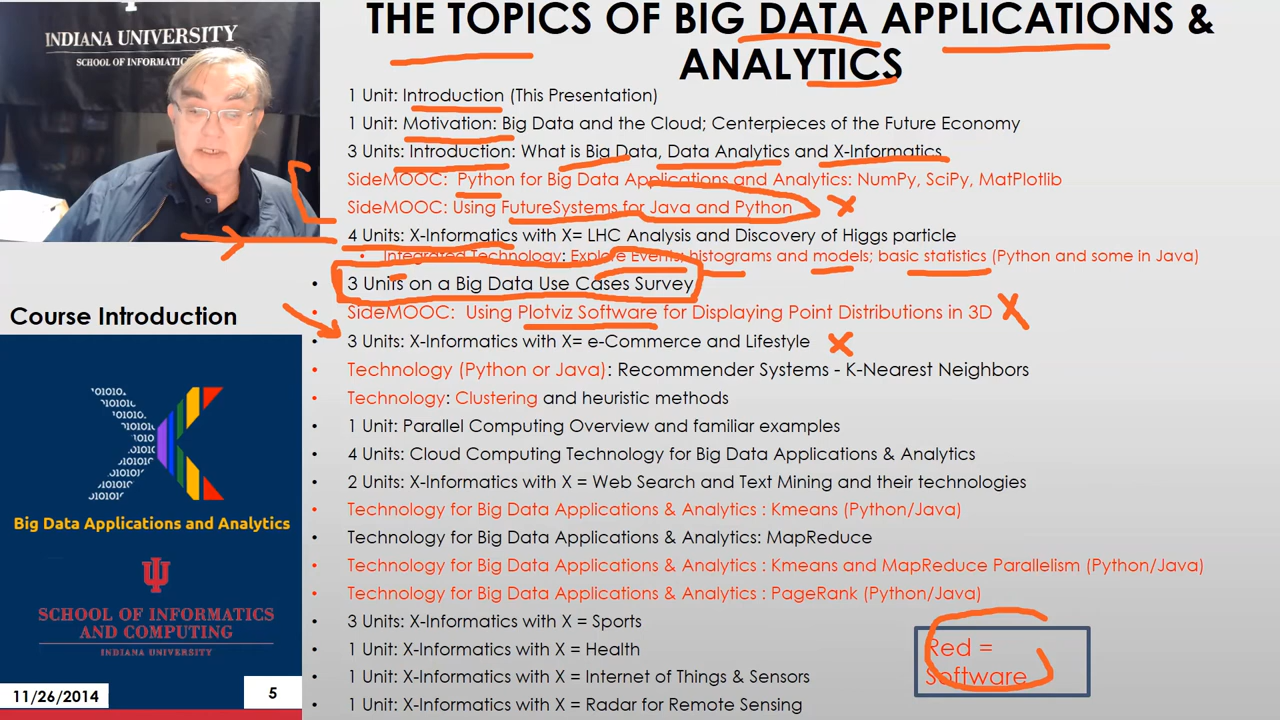 INDIANA UNIVERSITY
SCHOOL OF INFORMATICS
THE TOPICS OF BIG DATA APPLICATIONS &
ANALYTICS
1 Unit: Introduction (This Presentation)
1 Unit: Motivation: Big Data and the Cloud; Centerpieces of the Future Economy
3 Units: Introduction: What is Big Data, Data Analytics and X-Informatics
SideMOOC: Python for Big Data Applications and Analytics: NumPy, SciPy, MatPlotlib
SideMOOC: Using FutureSystems for Java and Python
4 Units: X-Informatics with X= LHC Analysis and Discovery of Higgs particle
• Integrated Technology: Explore Events; histograms and models; basic statistics (Python and some in Java)
• 3 Units on a Big Data Use Cases Survey
• SideMOOC: Using Plotviz Software for Displaying Point Distributions in 3D
• 3 Units: X-Informatics with X= e-Commerce and Lifestyle
• Technology (Python or Java): Recommender Systems - K-Nearest Neighbors
• Technology: Clustering and heuristic methods
• 1 Unit: Parallel Computing Overview and familiar examples
• 4 Units: Cloud Computing Technology for Big Data Applications & Analytics
• 2 Units: X-Informatics with X = Web Search and Text Mining and their technologies
• Technology for Big Data Applications & Analytics : Kmeans (Python/Java)
• Technology for Big Data Applications & Analytics: MapReduce
• Technology for Big Data Applications & Analytics : Kmeans and MapReduce Parallelism (Python/Java)
• Technology for Big Data Applications & Analytics : PageRank (Python/Java)
• 3 Units: X-Informatics with X = Sports
• 1 Unit: X-Informatics with X = Health
• 1 Unit: X-Informatics with X = Internet of Things & Sensors
• 1 Unit: X-Informatics with X = Radar for Remote Sensing
Red =
Software
Course Introduction
Big Data Applications and Analytics
SCHOOL OF INFORMATICS
AND COMPUTING
INDIANA UNIVERSITY
11/26/2014
5